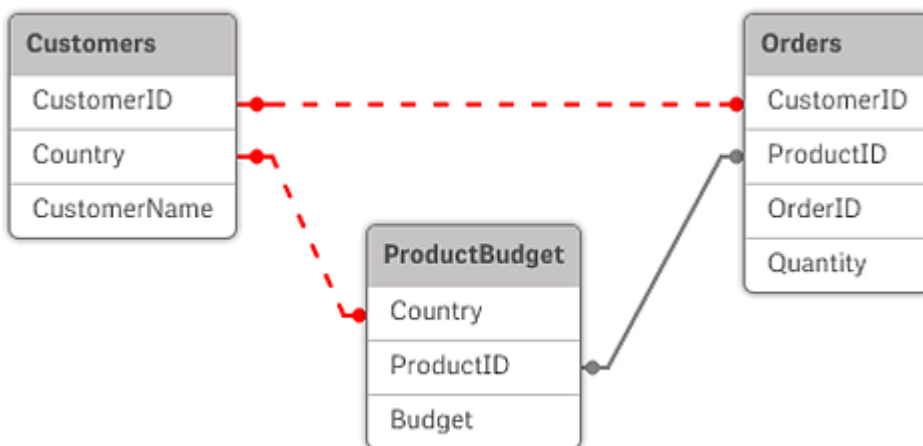 Customers
CustomerID
Country
CustomerName
ProductBudget
Country
ProductID
Budget
Orders
CustomerID
ProductID
OrderID
Quantity